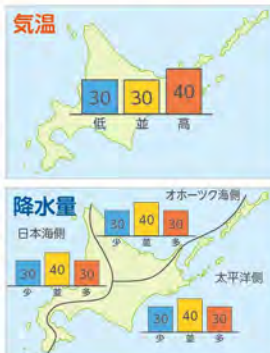 気温
30 30 40
低 並 高
降水量
オホーツク海側
30 40 30
少 並 多
日本海側
30 40 30
少 並 多
太平洋側
30 40 30
少 並 多